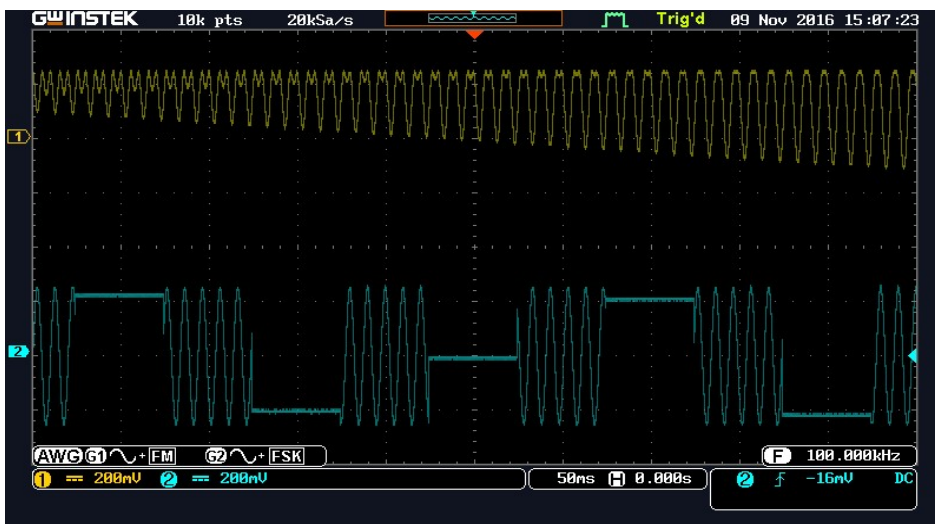 GWINSTEK 10k pts 20kSa/s Trig'd 09 Nov 2016 15:07:23
1
2
AWG G1 + FM G2 + FSK F 100.000kHz
1 200mV 2 200mV 50ms H 0.000s 2 -16mV DC